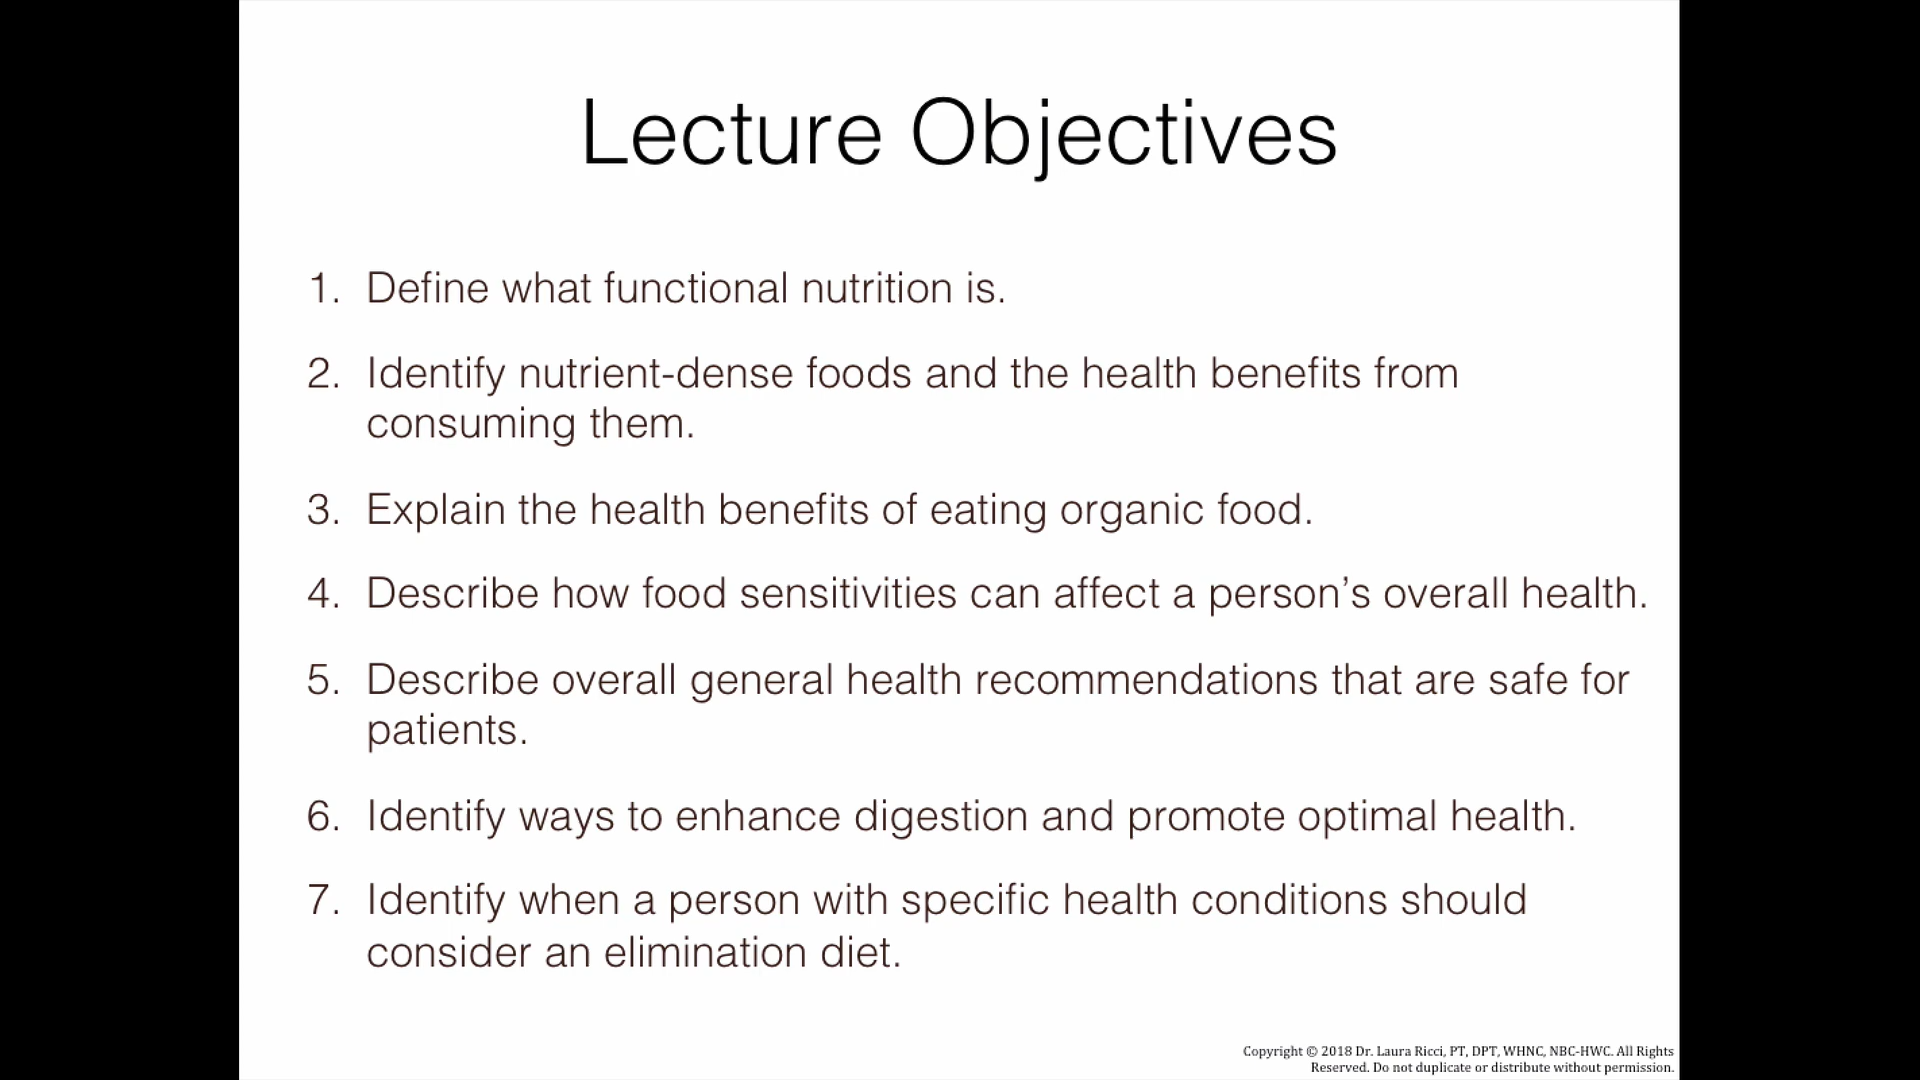 Lecture Objectives
1. Define what functional nutrition is.
2. Identify nutrient-dense foods and the health benefits from
consuming them.
3. Explain the health benefits of eating organic food.
4. Describe how food sensitivities can affect a person’s overall health.
5. Describe overall general health recommendations that are safe for
patients.
6. Identify ways to enhance digestion and promote optimal health.
7. Identify when a person with specific health conditions should
consider an elimination diet.
Copyright © 2018 Dr. Laura Ricci, PT, DPT, WHNC, NBC-HWC. All Rights
Reserved. Do not duplicate or distribute without permission.